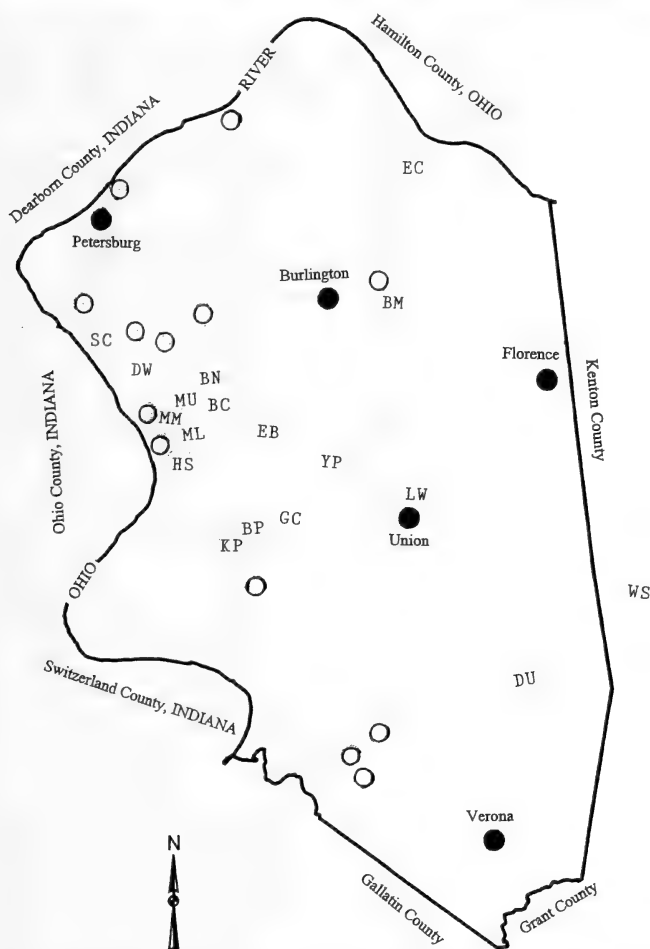 Hamilton County, OHIO
RIVER
Dearborn County, INDIANA
EC
Petersburg
Burlington
BM
SC
Florence
DW
BN
Kenton County
MU BC
MM
Ohio County, INDIANA
ML
EB
HS
YP
LW
GC
BP
Union
KP
OHIO
WS
Switzerland County, INDIANA
DU
Verona
N
Gallatin County
Grant County